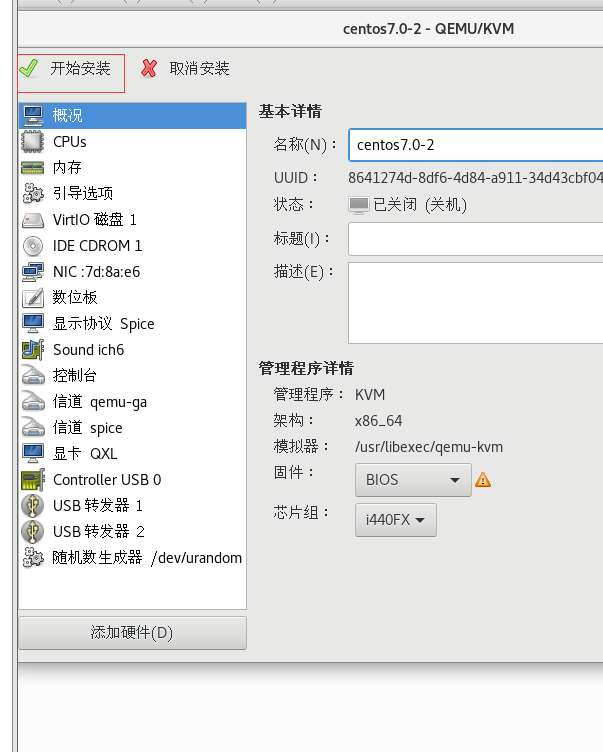 centos7.0-2 - QEMU/KVM
开始安装 取消安装
概况
CPUs
内存
引导选项
VirtIO 磁盘 1
IDE CDROM 1
NIC :7d:8a:e6
数位板
显示协议 Spice
Sound ich6
控制台
信道 qemu-ga
信道 spice
显卡 QXL
Controller USB 0
USB 转发器 1
USB 转发器 2
随机数生成器 /dev/urandom
添加硬件(D)
基本详情
名称(N)： centos7.0-2
UUID： 8641274d-8df6-4d84-a911-34d43cbf04
状态： 已关闭 (关机)
标题(I)：
描述(E)：
管理程序详情
管理程序： KVM
架构： x86_64
模拟器： /usr/libexec/qemu-kvm
固件： BIOS
芯片组： i440FX